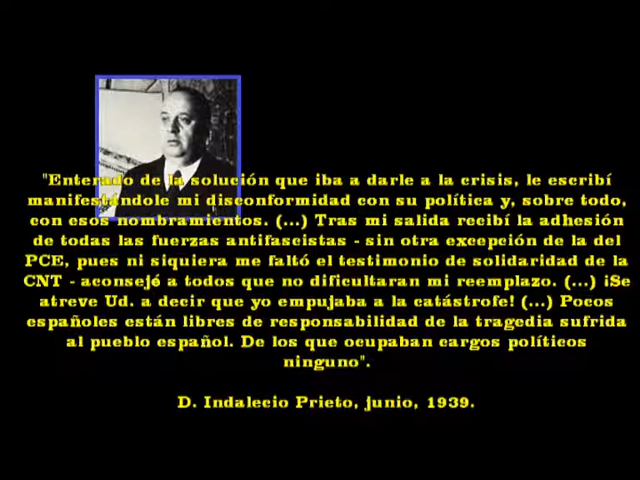 "Enterado de la solución que iba a darle a la crisis, le escribí
manifestándole mi disconformidad con su política y, sobre todo,
con esos nombramientos. (...) Tras mi salida recibí la adhesión
de todas las fuerzas antifascistas - sin otra excepción de la del
PCE, pues ni siquiera me faltó el testimonio de solidaridad de la
CNT - aconsejé a todos que no dificultaran mi reemplazo. (...) ¡Se
atreve Ud. a decir que yo empujaba a la catástrofe! (...) Pocos
españoles están libres de responsabilidad de la tragedia sufrida
al pueblo español. De los que ocupaban cargos políticos
ninguno".
D. Indalecio Prieto, junio, 1939.